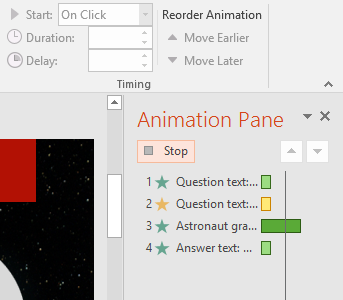 Start: On Click
Reorder Animation
Duration:
Move Earlier
Delay:
Move Later
Timing
Animation Pane
Stop
1 Question text:...
2 Question text:...
3 Astronaut gra...
4 Answer text: ...